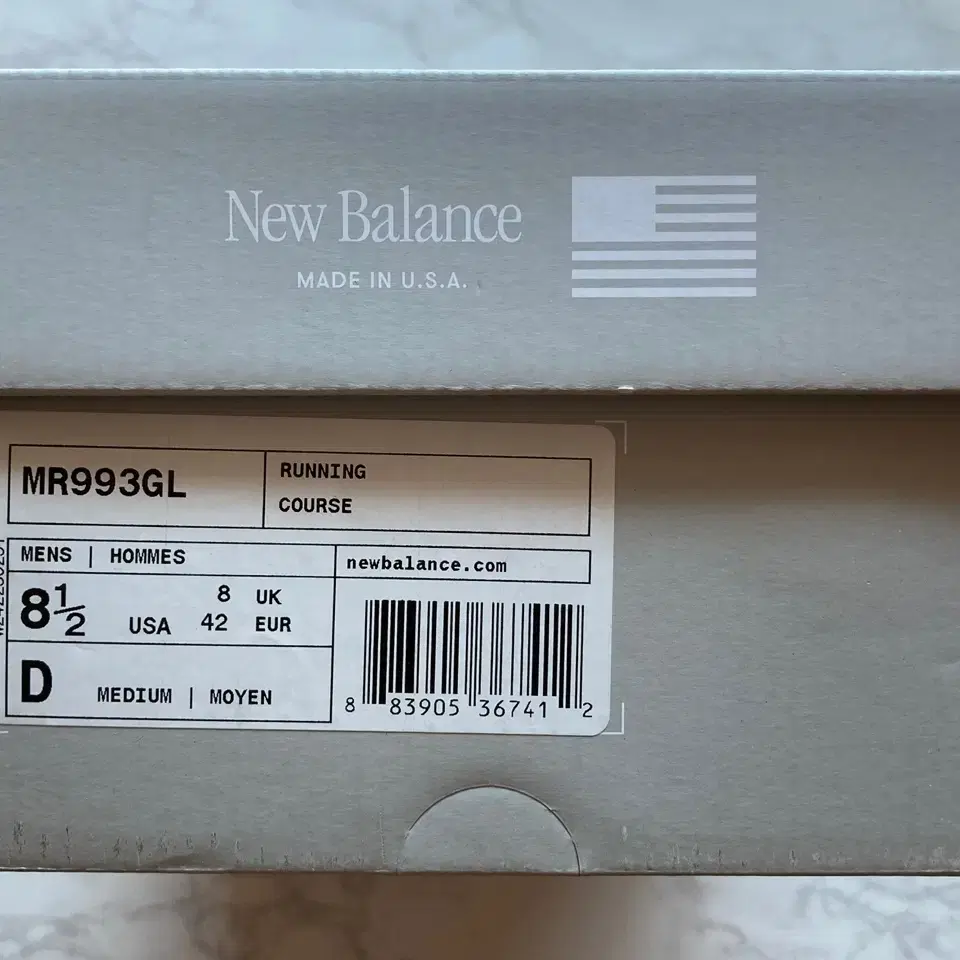 New Balance
MADE IN U.S.A.
MR993GL
RUNNING
COURSE
MENS | HOMMES
newbalance.com
8½ USA
8 UK
42 EUR
D MEDIUM | MOYEN
8 83905 36741 2